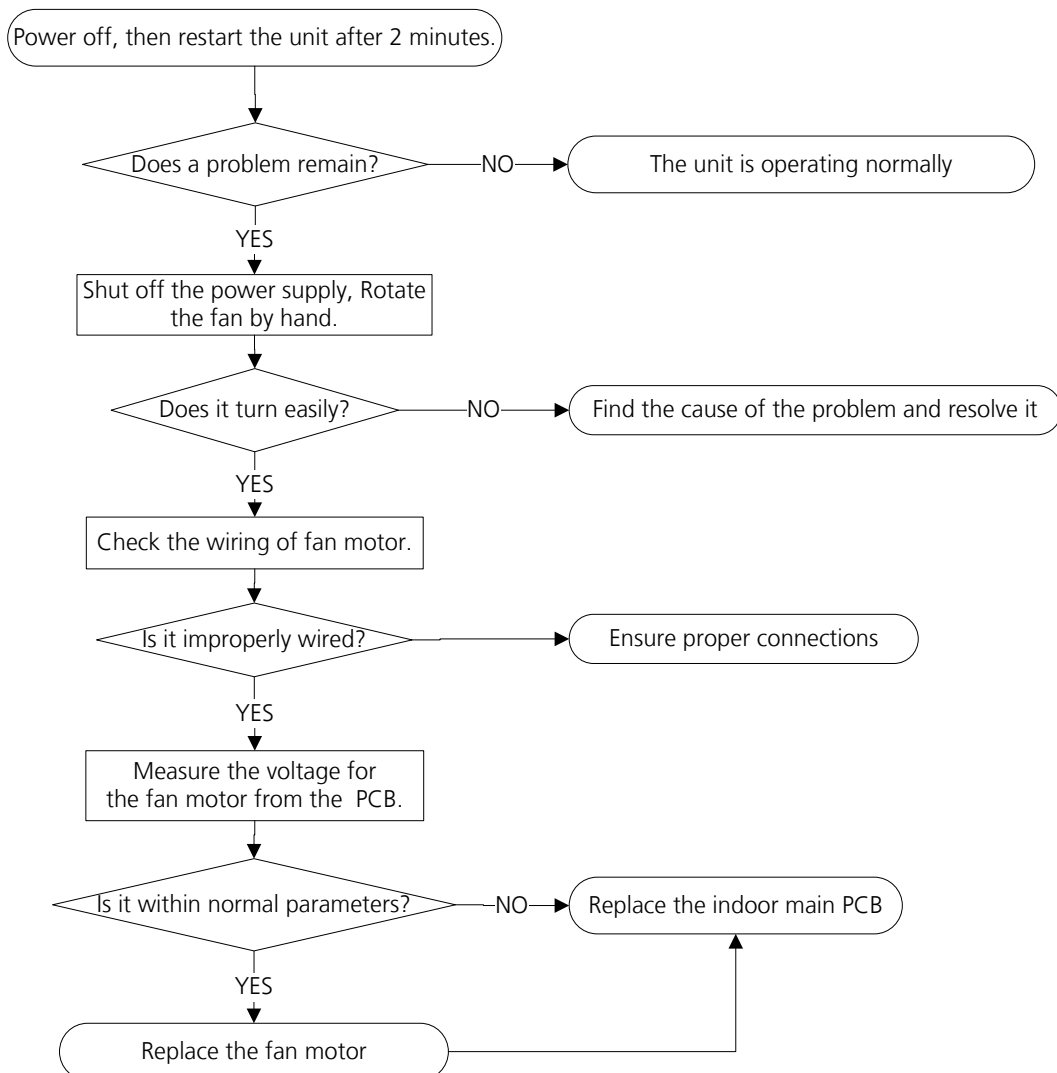 Power off, then restart the unit after 2 minutes.
Does a problem remain?
NO
The unit is operating normally
YES
Shut off the power supply, Rotate
the fan by hand.
Does it turn easily?
NO
Find the cause of the problem and resolve it
YES
Check the wiring of fan motor.
Is it improperly wired?
Ensure proper connections
YES
Measure the voltage for
the fan motor from the PCB.
Is it within normal parameters?
NO
Replace the indoor main PCB
YES
Replace the fan motor